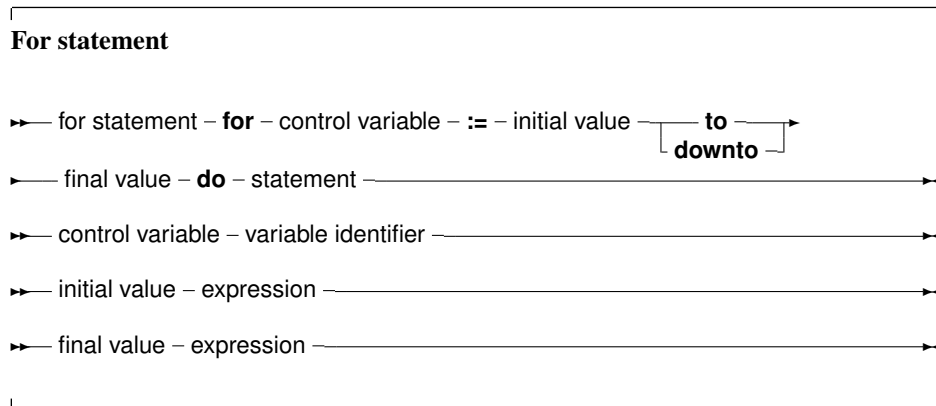 For statement
for statement – for – control variable – := – initial value – to –
downto –
final value – do – statement –
control variable – variable identifier –
initial value – expression –
final value – expression –